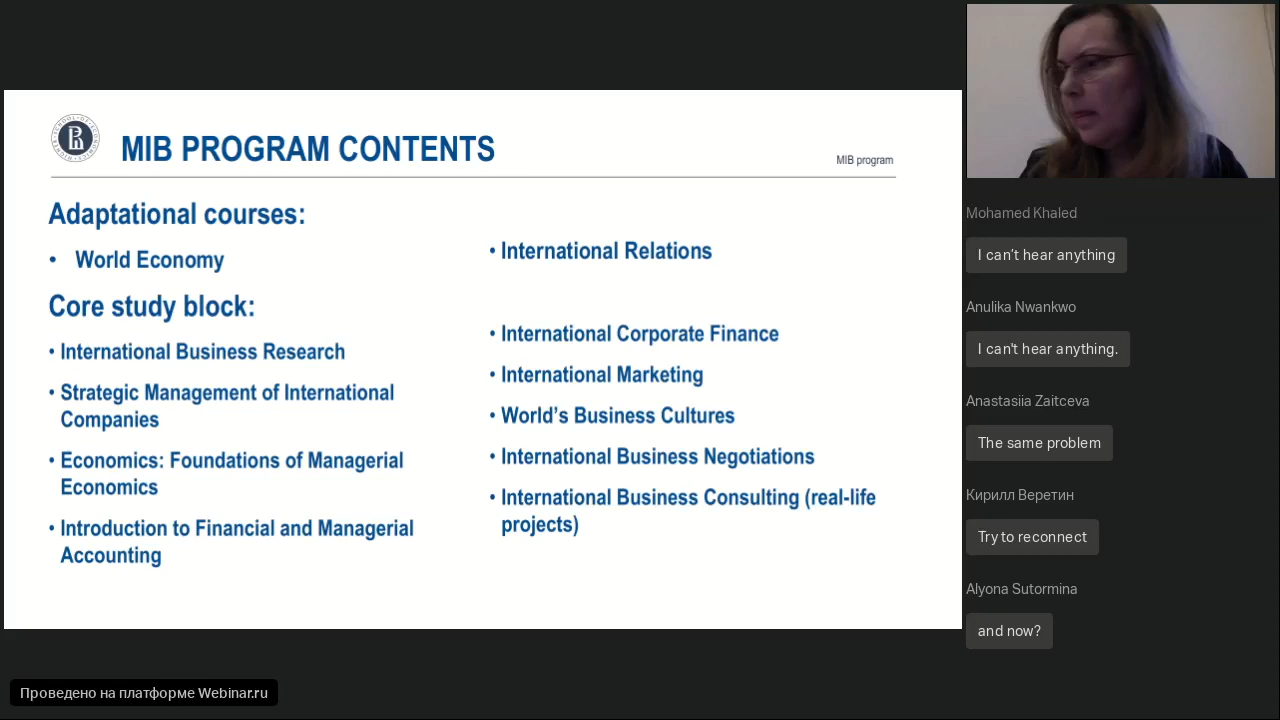 MIB PROGRAM CONTENTS
MIB program
Adaptational courses:
• World Economy
• International Relations
Core study block:
• International Business Research
• Strategic Management of International
Companies
• Economics: Foundations of Managerial
Economics
• Introduction to Financial and Managerial
Accounting
• International Corporate Finance
• International Marketing
• World’s Business Cultures
• International Business Negotiations
• International Business Consulting (real-life
projects)
Mohamed Khaled
I can’t hear anything
Anulika Nwankwo
I can't hear anything.
Anastasiia Zaitceva
The same problem
Кирилл Веретин
Try to reconnect
Alyona Sutormina
and now?
Проведено на платформе Webinar.ru